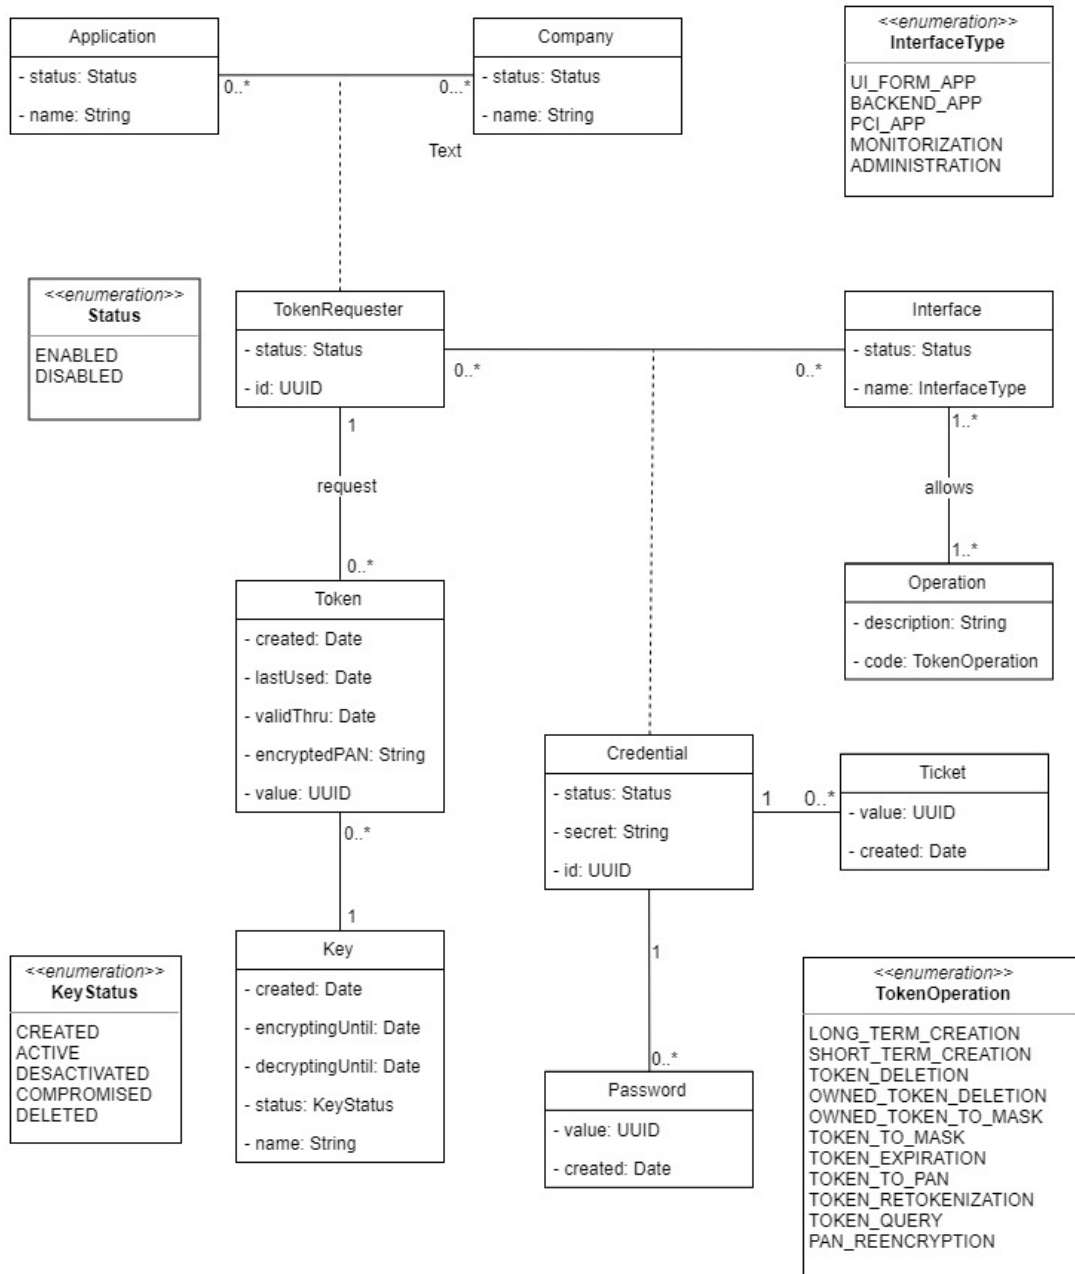 Application
- status: Status
- name: String
0..*
0...*
Company
- status: Status
- name: String
Text
<<enumeration>>
InterfaceType
UI_FORM_APP
BACKEND_APP
PCI_APP
MONITORIZATION
ADMINISTRATION
<<enumeration>>
Status
ENABLED
DISABLED
TokenRequester
- status: Status
- id: UUID
0..*
0..*
Interface
- status: Status
- name: InterfaceType
1
request
0..*
1..*
allows
1..*
Operation
- description: String
- code: TokenOperation
Token
- created: Date
- lastUsed: Date
- validThru: Date
- encryptedPAN: String
- value: UUID
0..*
1
Credential
- status: Status
- secret: String
- id: UUID
1
0..*
Ticket
- value: UUID
- created: Date
1
0..*
<<enumeration>>
KeyStatus
CREATED
ACTIVE
DESACTIVATED
COMPROMISED
DELETED
Key
- created: Date
- encryptingUntil: Date
- decryptingUntil: Date
- status: KeyStatus
- name: String
Password
- value: UUID
- created: Date
<<enumeration>>
TokenOperation
LONG_TERM_CREATION
SHORT_TERM_CREATION
TOKEN_DELETION
OWNED_TOKEN_DELETION
OWNED_TOKEN_TO_MASK
TOKEN_TO_MASK
TOKEN_EXPIRATION
TOKEN_TO_PAN
TOKEN_RETOKENIZATION
TOKEN_QUERY
PAN_REENCRYPTION